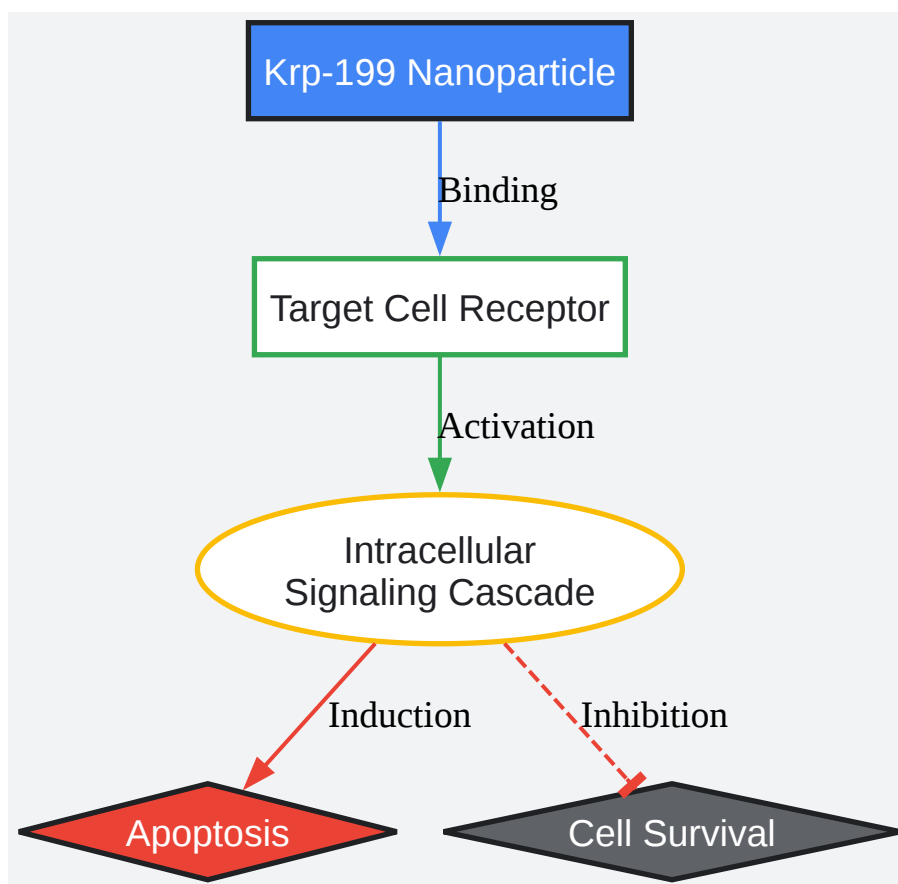 Krp-199 Nanoparticle
Binding
Target Cell Receptor
Activation
Intracellular
Signaling Cascade
Induction
Inhibition
Apoptosis
Cell Survival